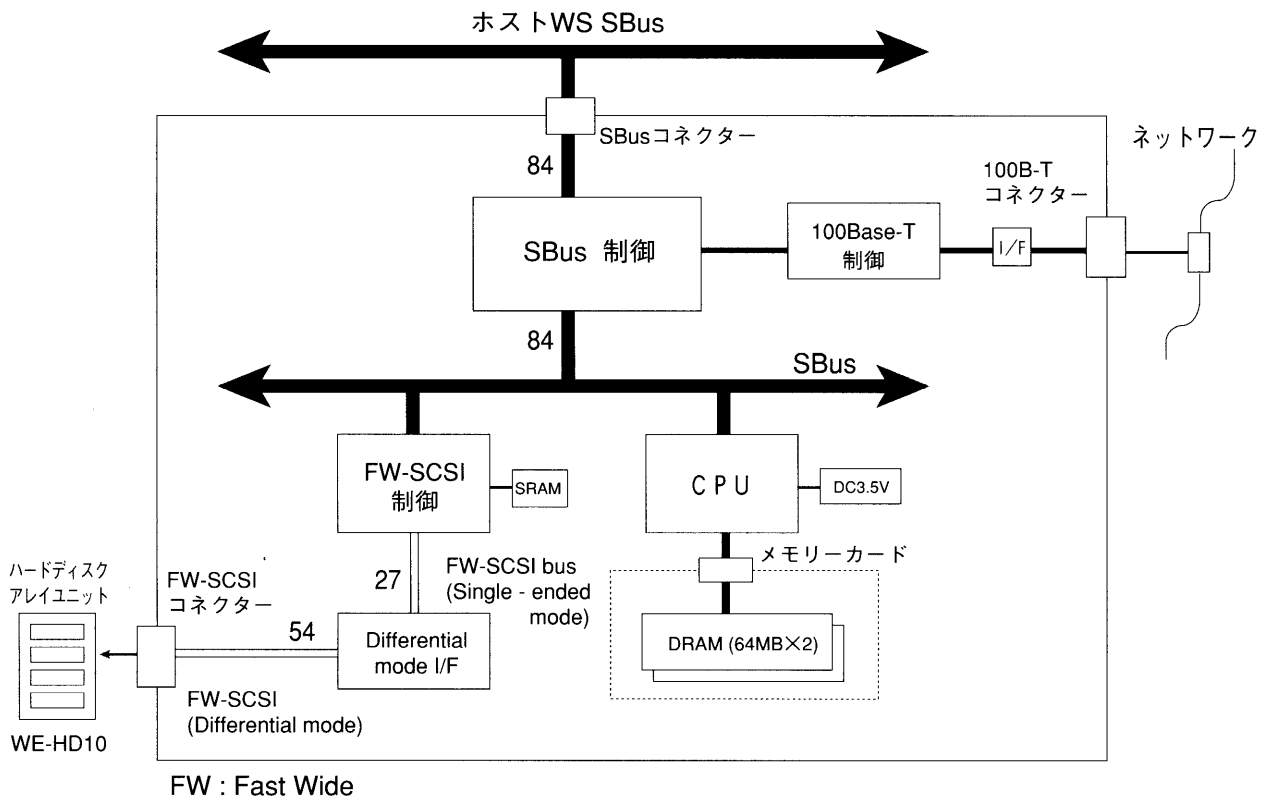 ホストWS SBus
SBusコネクター
84
ネットワーク
100B-T
コネクター
SBus 制御
100Base-T
制御
I/F
84
SBus
FW-SCSI
制御
SRAM
CPU
DC3.5V
メモリーカード
ハードディスク
アレイユニット
FW-SCSI
コネクター
27
FW-SCSI bus
(Single - ended
mode)
54
Differential
mode I/F
DRAM (64MB×2)
FW-SCSI
(Differential mode)
WE-HD10
FW : Fast Wide